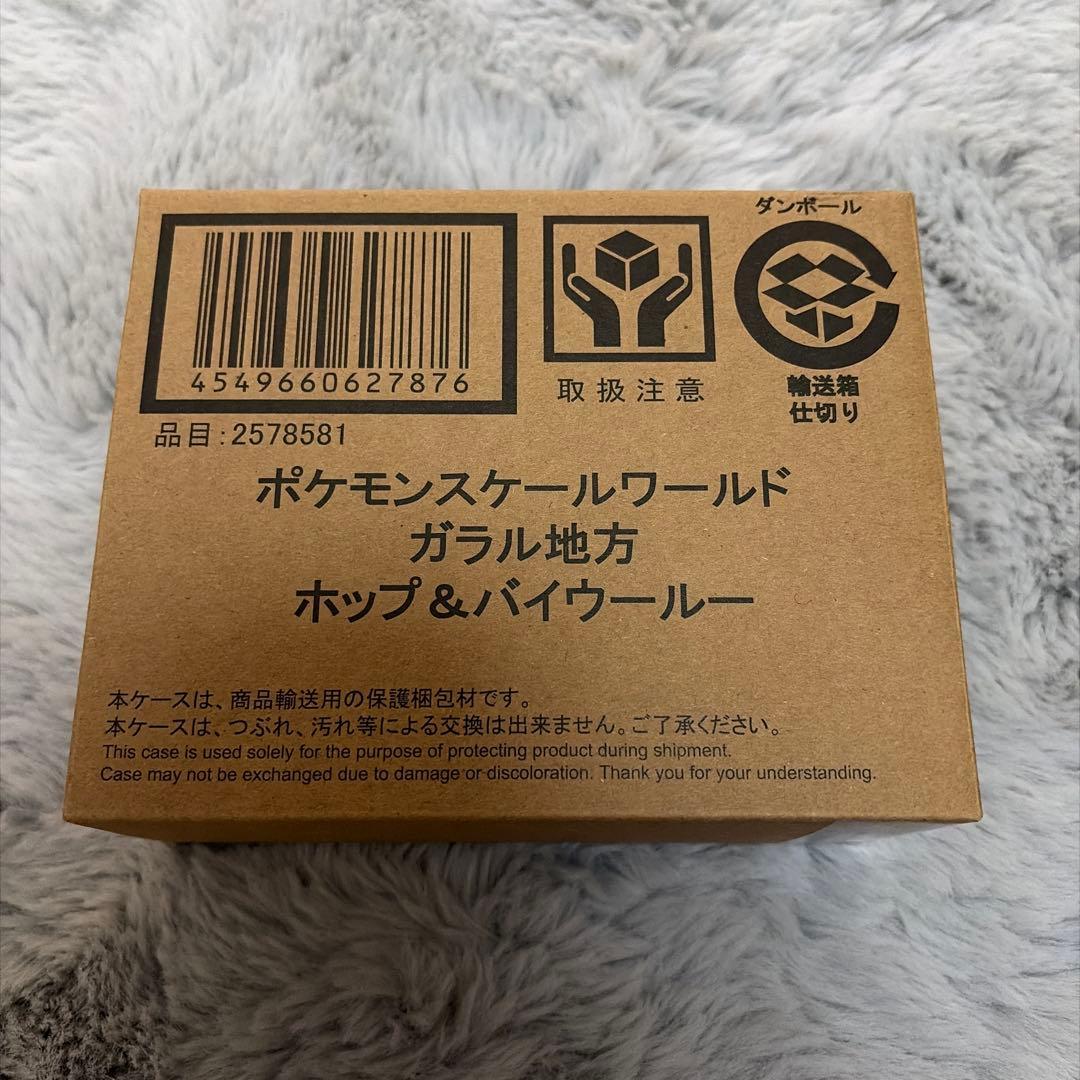 4549660627876
取扱注意
ダンボール
輸送箱
仕切り
品目:2578581
ポケモンスケールワールド
ガラル地方
ホップ&バイウールー
本ケースは、商品輸送用の保護梱包材です。
本ケースは、つぶれ、汚れ等による交換は出来ません。ご了承ください。
This case is used solely for the purpose of protecting product during shipment.
Case may not be exchanged due to damage or discoloration. Thank you for your understanding.